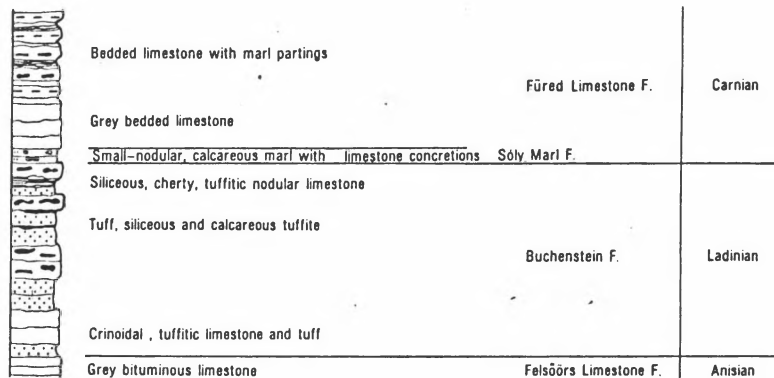 Bedded limestone with marl partings
Füred Limestone F. Carnian
Grey bedded limestone
Small-nodular, calcareous marl with limestone concretions Sóly Marl F.
Siliceous, cherty, tuffitic nodular limestone
Tuff, siliceous and calcareous tuffite
Buchenstein F. Ladinian
Crinoidal , tuffitic limestone and tuff
Grey bituminous limestone Felsőörs Limestone F. Anisian